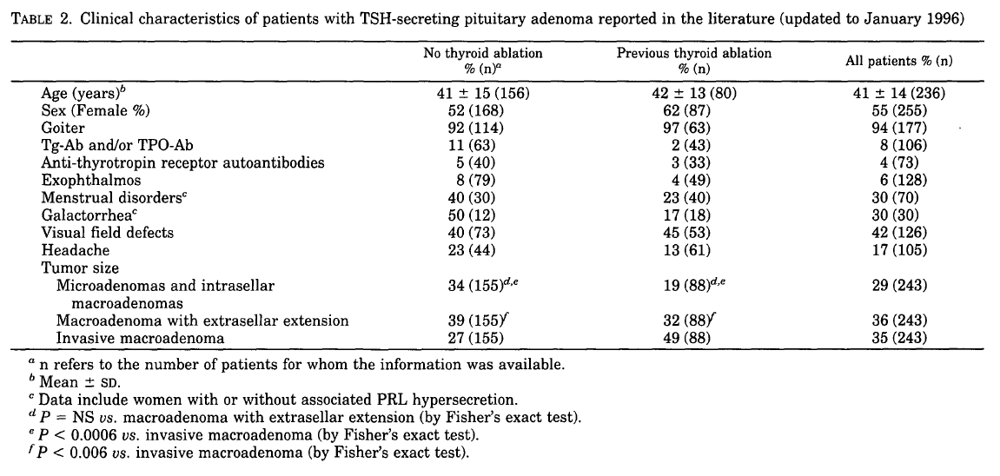 TABLE 2. Clinical characteristics of patients with TSH-secreting pituitary adenoma reported in the literature (updated to January 1996)
No thyroid ablation % (n)a Previous thyroid ablation % (n) All patients % (n)
Age (years)b 41 ± 15 (156) 42 ± 13 (80) 41 ± 14 (236)
Sex (Female %) 52 (168) 62 (87) 55 (255)
Goiter 92 (114) 97 (63) 94 (177)
Tg-Ab and/or TPO-Ab 11 (63) 2 (43) 8 (106)
Anti-thyrotropin receptor autoantibodies 5 (40) 3 (33) 4 (73)
Exophthalmos 8 (79) 4 (49) 6 (128)
Menstrual disordersc 40 (30) 23 (40) 30 (70)
Galactorrheac 50 (12) 17 (18) 30 (30)
Visual field defects 40 (73) 45 (53) 42 (126)
Headache 23 (44) 13 (61) 17 (105)
Tumor size
Microadenomas and intrasellar 34 (155)d,e 19 (88)d,e 29 (243)
macroadenomas
Macroadenoma with extrasellar extension 39 (155)f 32 (88)f 36 (243)
Invasive macroadenoma 27 (155) 49 (88) 35 (243)
a n refers to the number of patients for whom the information was available.
b Mean ± SD.
c Data include women with or without associated PRL hypersecretion.
d P = NS vs. macroadenoma with extrasellar extension (by Fisher's exact test).
e P < 0.0006 vs. invasive macroadenoma (by Fisher's exact test).
f P < 0.006 vs. invasive macroadenoma (by Fisher's exact test).